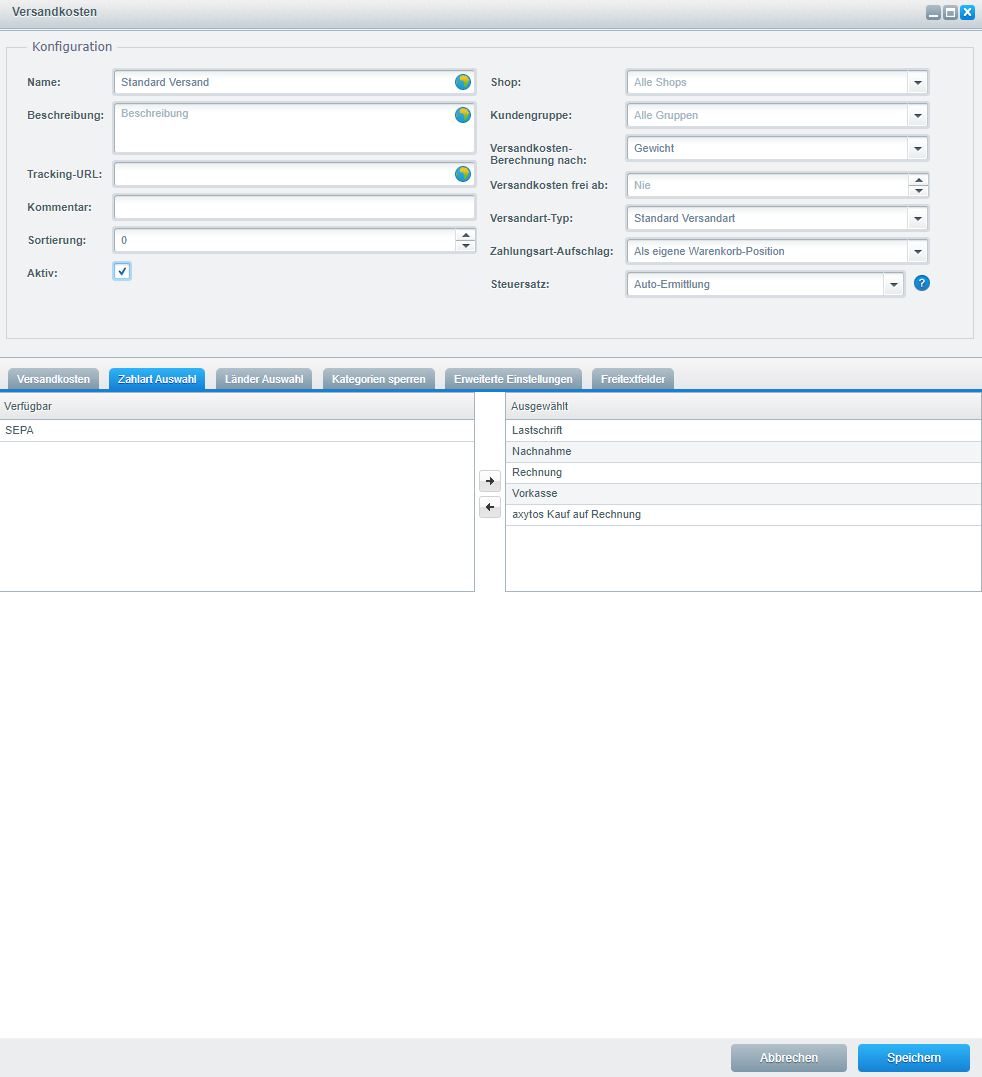 Versandkosten
Konfiguration
Name:
Standard Versand
Beschreibung:
Beschreibung
Tracking-URL:
Kommentar:
Sortierung:
0
Aktiv:
Shop:
Alle Shops
Kundengruppe:
Alle Gruppen
Versandkosten-
Berechnung nach:
Gewicht
Versandkosten frei ab:
Nie
Versandart-Typ:
Standard Versandart
Zahlungsart-Aufschlag:
Als eigene Warenkorb-Position
Steuersatz:
Auto-Ermittlung
?
Versandkosten
Zahlart Auswahl
Länder Auswahl
Kategorien sperren
Erweiterte Einstellungen
Freitextfelder
Verfügbar
SEPA
Ausgewählt
Lastschrift
Nachnahme
Rechnung
Vorkasse
axytos Kauf auf Rechnung
Abbrechen
Speichern